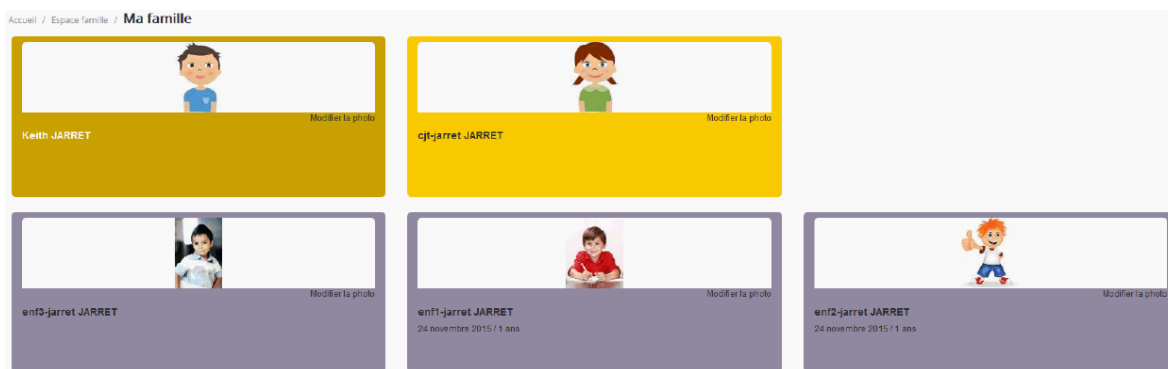 Accueil / Espace famille / Ma famille
Modifier la photo
Keith JARRET
Modifier la photo
cjt-jarret JARRET
Modifier la photo
enf3-jarret JARRET
Modifier la photo
enf1-jarret JARRET
24 novembre 2015 / 1 ans
Modifier la photo
enf2-jarret JARRET
24 novembre 2015 / 1 ans